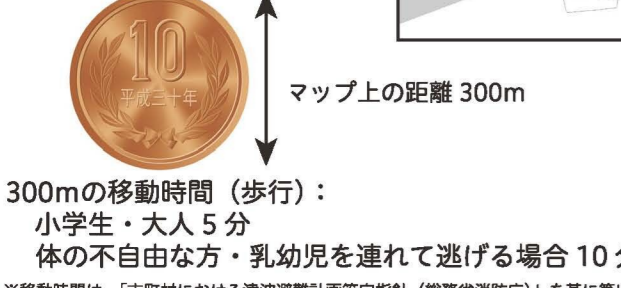 10
平成三十年
マップ上の距離 300m
300mの移動時間（歩行）：
小学生・大人 5 分
体の不自由な方・乳幼児を連れて逃げる場合 10